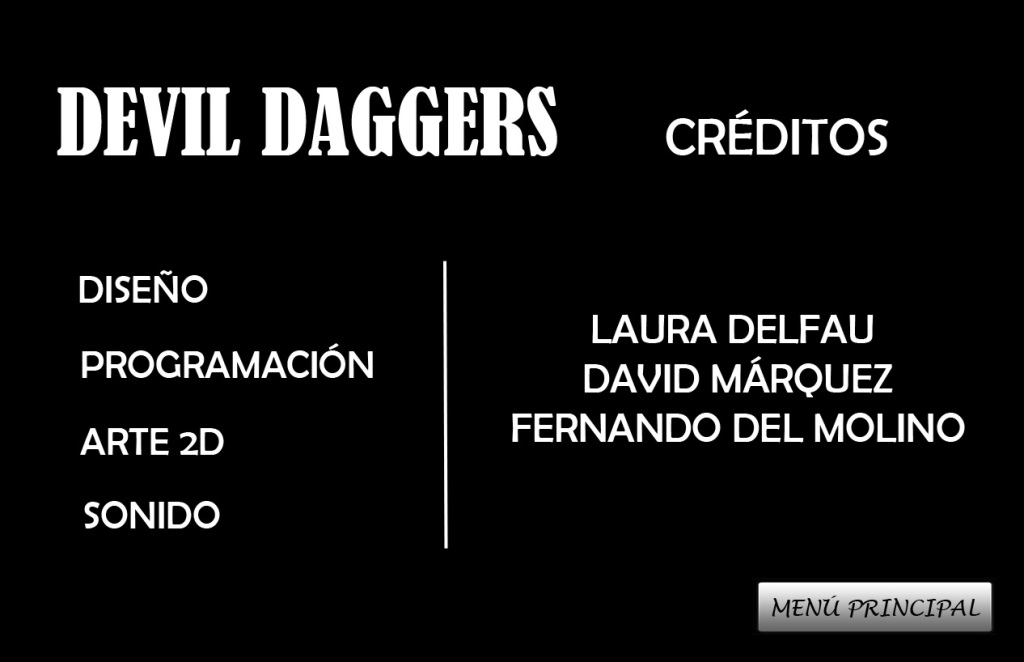 DEVIL DAGGERS
CRÉDITOS
DISEÑO
PROGRAMACIÓN
ARTE 2D
SONIDO
LAURA DELFAU
DAVID MÁRQUEZ
FERNANDO DEL MOLINO
MENÚ PRINCIPAL